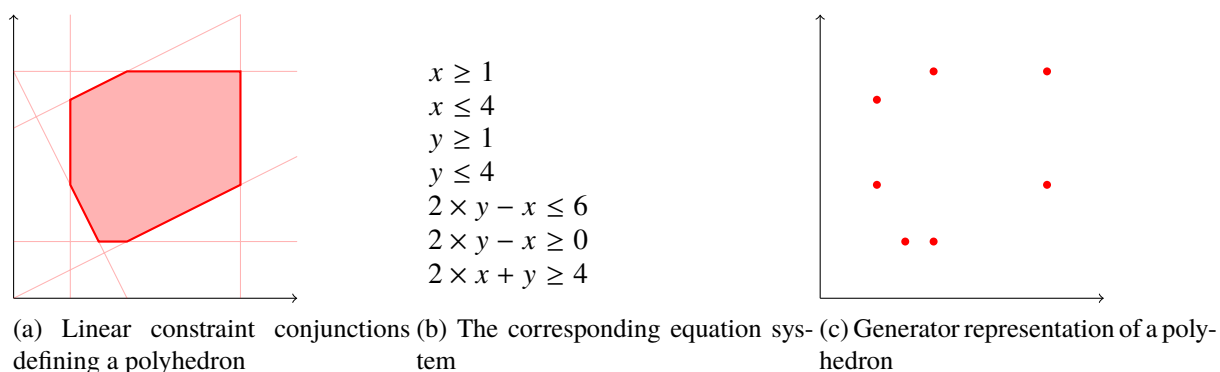 x ≥ 1
x ≤ 4
y ≥ 1
y ≤ 4
2 × y − x ≤ 6
2 × y − x ≥ 0
2 × x + y ≥ 4
(a) Linear constraint conjunctions
defining a polyhedron
(b) The corresponding equation sys-
tem
(c) Generator representation of a poly-
hedron